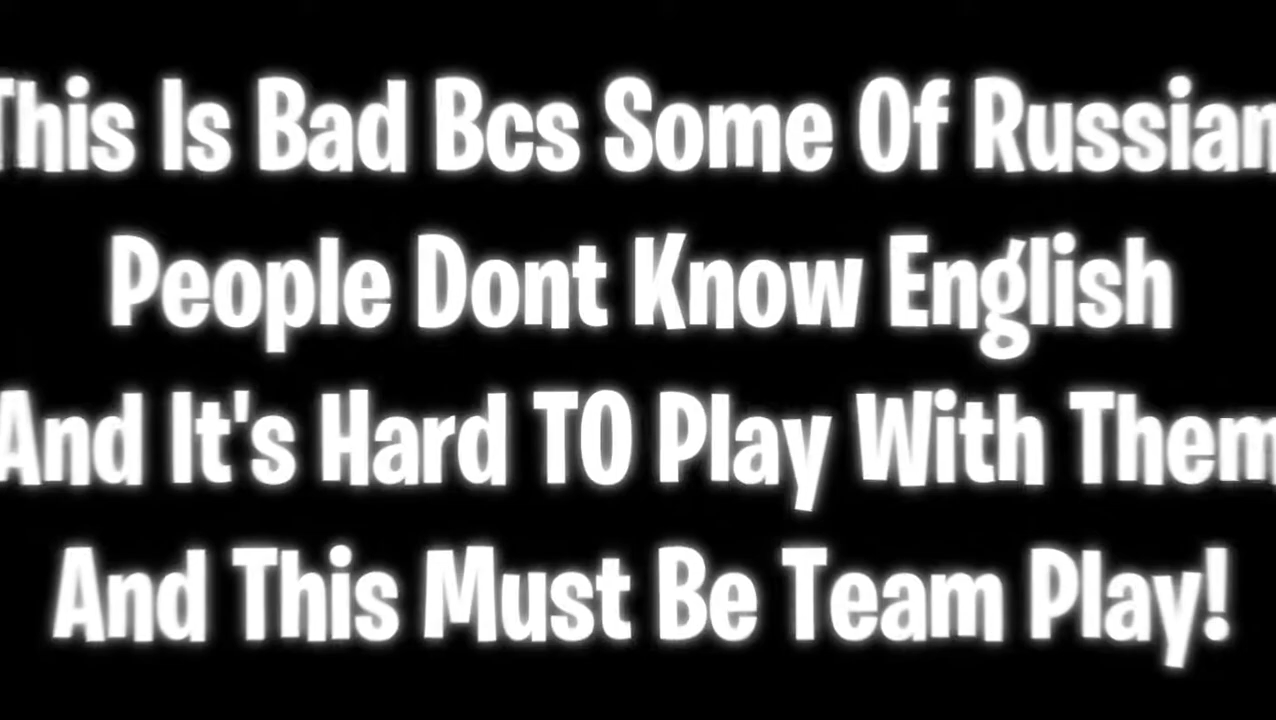 This Is Bad Bcs Some Of Russian
People Dont Know English
And It's Hard TO Play With Them
And This Must Be Team Play!